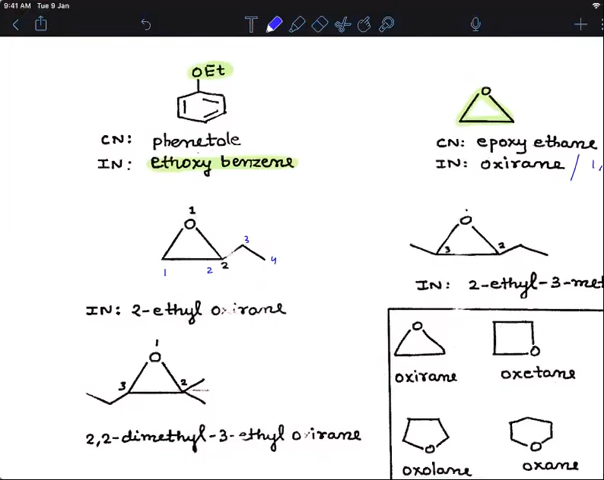 9:41 AM Tue 9 Jan
T
OEt
CN: phenetole
IN: ethoxy benzene
O
CN: epoxy ethane
IN: oxirane / 1,
1
O
1 2 2 3 4
IN: 2-ethyl oxirane
O
3 2
IN: 2-ethyl-3-met
1
O
3 2
2,2-dimethyl-3-ethyl oxirane
O
oxirane
O
oxetane
O
oxolane
O
oxane